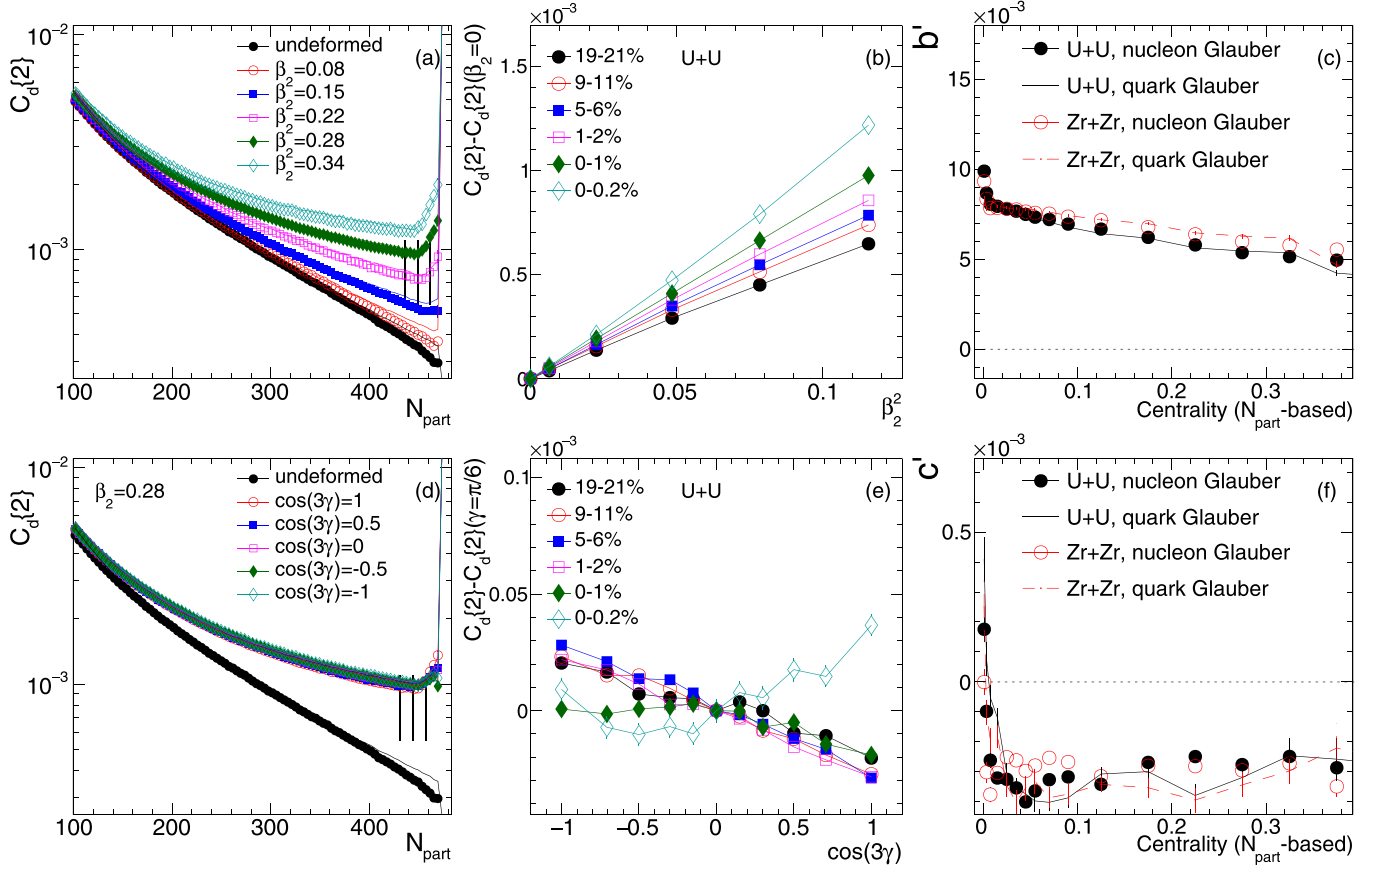 10⁻²
10⁻³
C_d{2}
undeformed
β₂=0.08
β₂=0.15
β₂=0.22
β₂=0.28
β₂=0.34
(a)
100 200 300 400
N_part
×10⁻³
1.5
1
0.5
0
C_d{2}-C_d{2}(β₂=0)
19-21%
9-11%
5-6%
1-2%
0-1%
0-0.2%
U+U
(b)
0 0.05 0.1
β₂²
×10⁻³
15
10
5
0
b'
U+U, nucleon Glauber
U+U, quark Glauber
Zr+Zr, nucleon Glauber
Zr+Zr, quark Glauber
(c)
0 0.1 0.2 0.3
Centrality (N_part-based)
10⁻²
10⁻³
C_d{2}
β₂=0.28
undeformed
cos(3γ)=1
cos(3γ)=0.5
cos(3γ)=0
cos(3γ)=-0.5
cos(3γ)=-1
(d)
100 200 300 400
N_part
×10⁻³
0.1
0.05
0
C_d{2}-C_d{2}(γ=π/6)
19-21%
9-11%
5-6%
1-2%
0-1%
0-0.2%
U+U
(e)
−1 −0.5 0 0.5 1
cos(3γ)
×10⁻³
0.5
0
c'
U+U, nucleon Glauber
U+U, quark Glauber
Zr+Zr, nucleon Glauber
Zr+Zr, quark Glauber
(f)
0 0.1 0.2 0.3
Centrality (N_part-based)